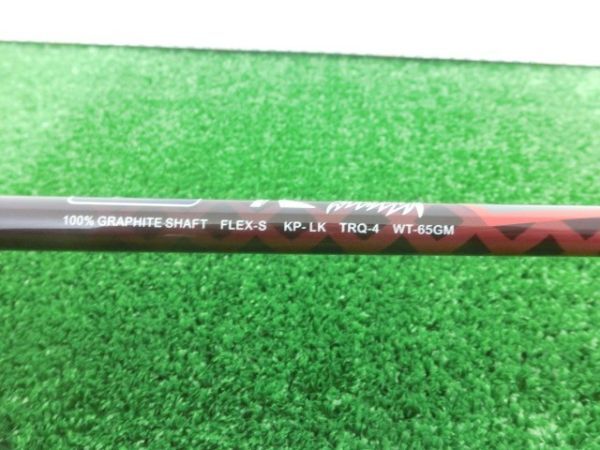 100% GRAPHITE SHAFT FLEX-S KP- LK TRQ-4 WT-65GM